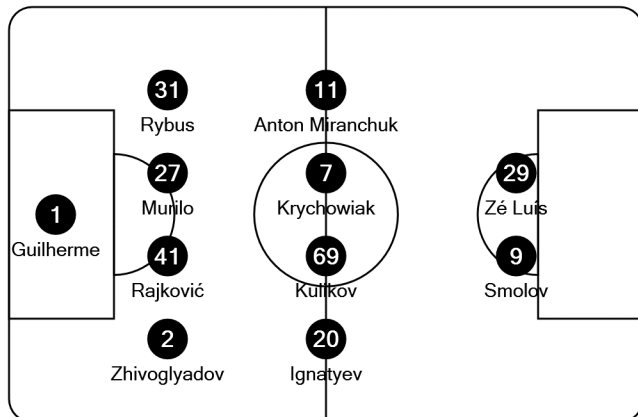 31
Rybus
11
Anton Miranchuk
27
Murilo
7
Krychowiak
29
Zé Luís
1
Guilherme
41
Rajković
69
Kulikov
9
Smolov
2
Zhivoglyadov
20
Ignatyev